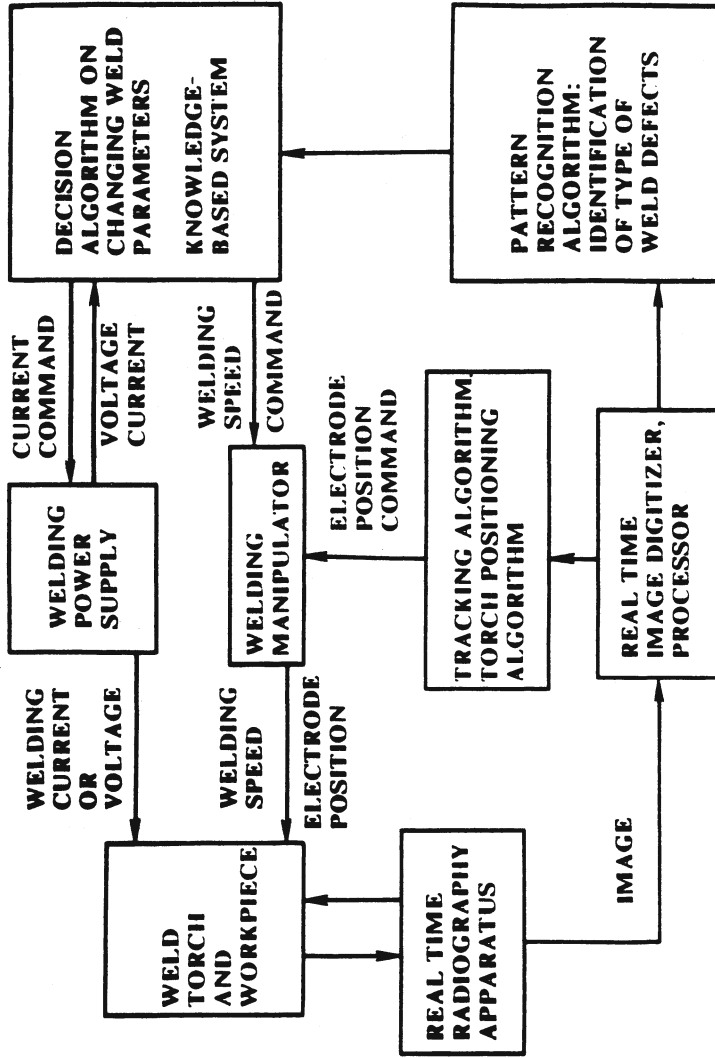 WELD
TORCH
AND
WORKPIECE
WELDING
CURRENT
OR
VOLTAGE
WELDING
POWER
SUPPLY
CURRENT
COMMAND
VOLTAGE
CURRENT
DECISION
ALGORITHM ON
CHANGING WELD
PARAMETERS
KNOWLEDGE-
BASED SYSTEM
WELDING
SPEED
ELECTRODE
POSITION
WELDING
MANIPULATOR
WELDING
SPEED
COMMAND
ELECTRODE
POSITION
COMMAND
REAL TIME
RADIOGRAPHY
APPARATUS
TRACKING ALGORITHM,
TORCH POSITIONING
ALGORITHM
PATTERN
RECOGNITION
ALGORITHM:
IDENTIFICATION
OF TYPE OF
WELD DEFECTS
IMAGE
REAL TIME
IMAGE DIGITIZER,
PROCESSOR